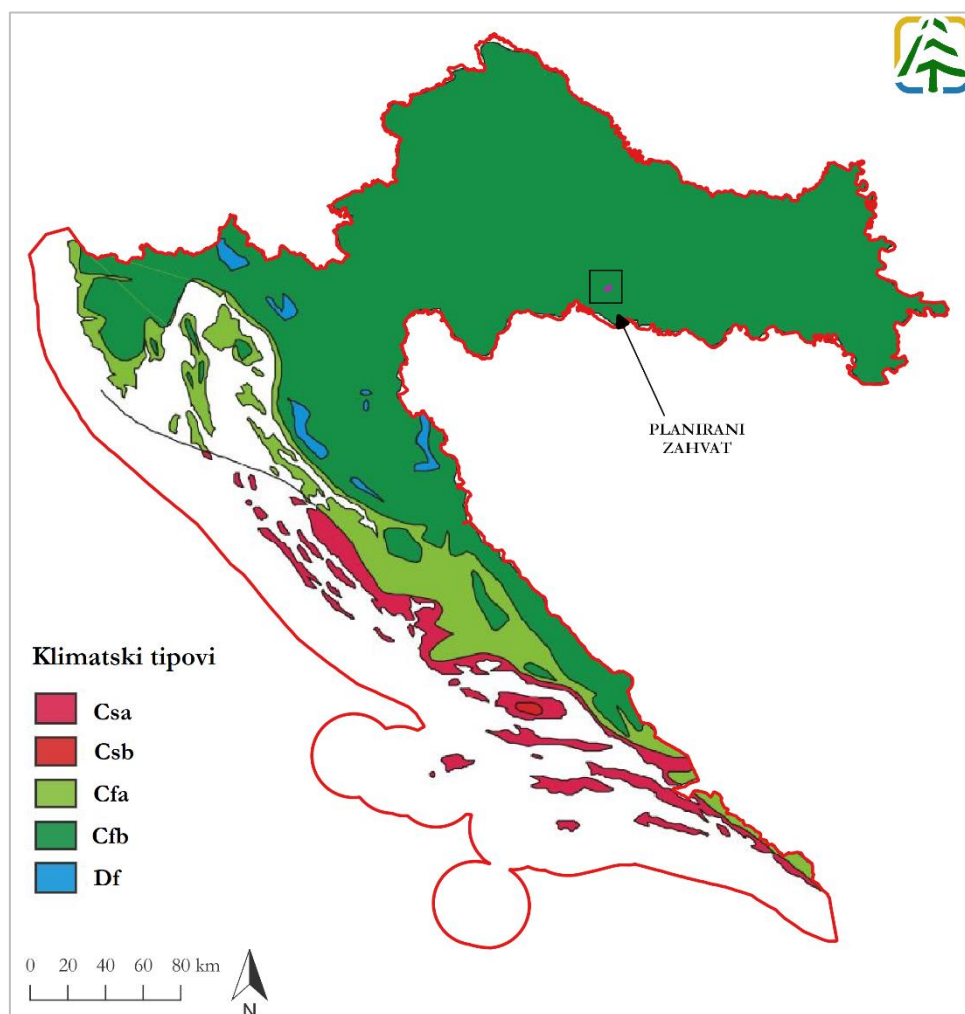 PLANIRANI
ZAHVAT
Klimatski tipovi
Csa
Csb
Cfa
Cfb
Df
0 20 40 60 80 km
N